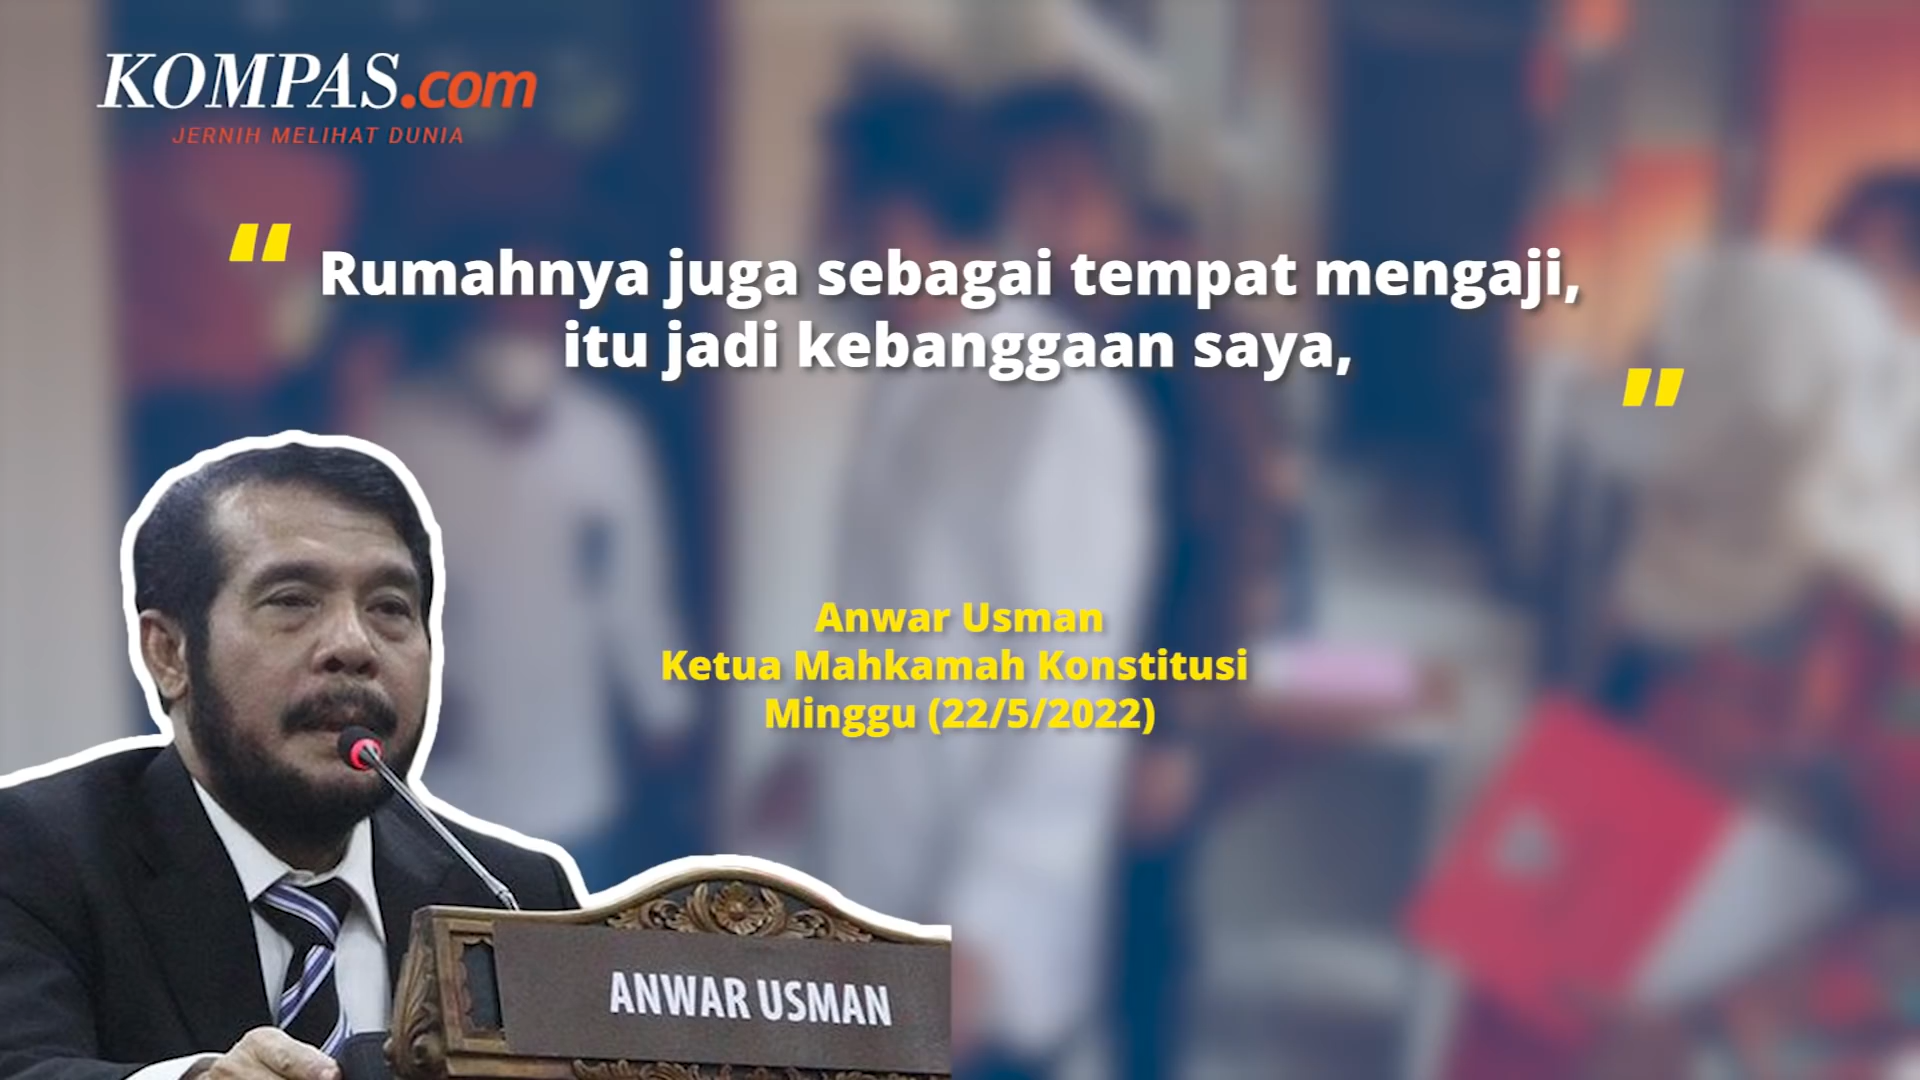 KOMPAS.com
JERNIH MELIHAT DUNIA
“ Rumahnya juga sebagai tempat mengaji,
itu jadi kebanggaan saya, ”
Anwar Usman
Ketua Mahkamah Konstitusi
Minggu (22/5/2022)
ANWAR USMAN